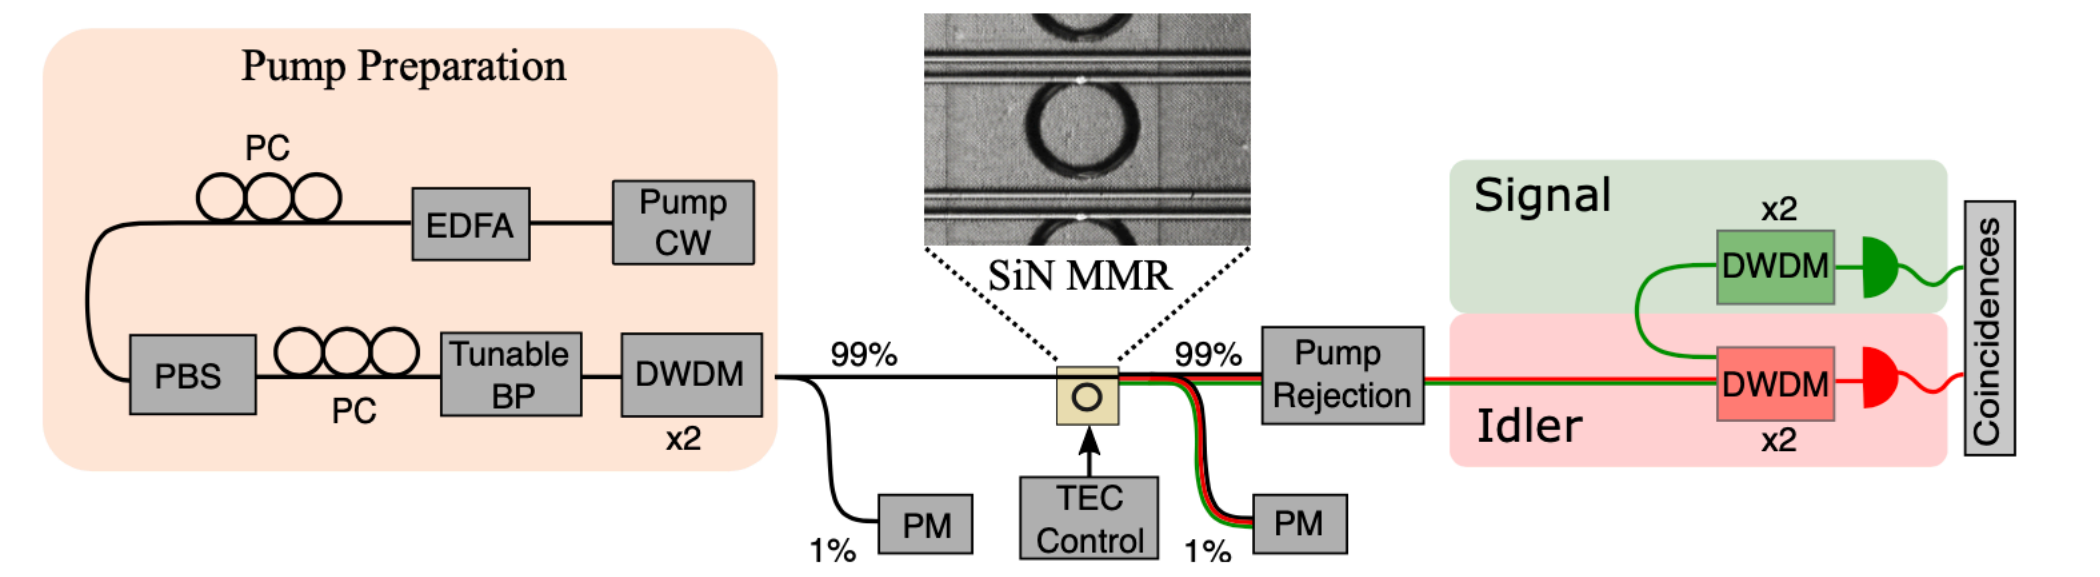 Pump Preparation
PC
EDFA
Pump
CW
PBS
PC
Tunable
BP
DWDM
x2
99%
1%
PM
SiN MMR
TEC
Control
99%
1%
PM
Pump
Rejection
Signal
x2
DWDM
Idler
DWDM
x2
Coincidences